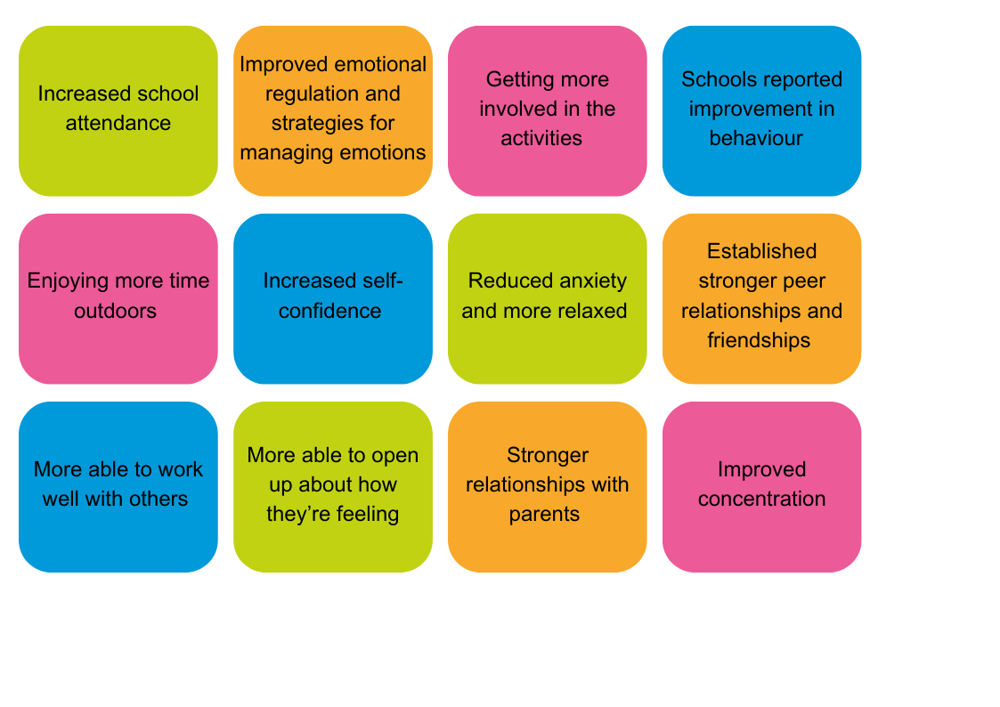 Increased school
attendance
Improved emotional
regulation and
strategies for
managing emotions
Getting more
involved in the
activities
Schools reported
improvement in
behaviour
Enjoying more time
outdoors
Increased self-
confidence
Reduced anxiety
and more relaxed
Established
stronger peer
relationships and
friendships
More able to work
well with others
More able to open
up about how
they’re feeling
Stronger
relationships with
parents
Improved
concentration